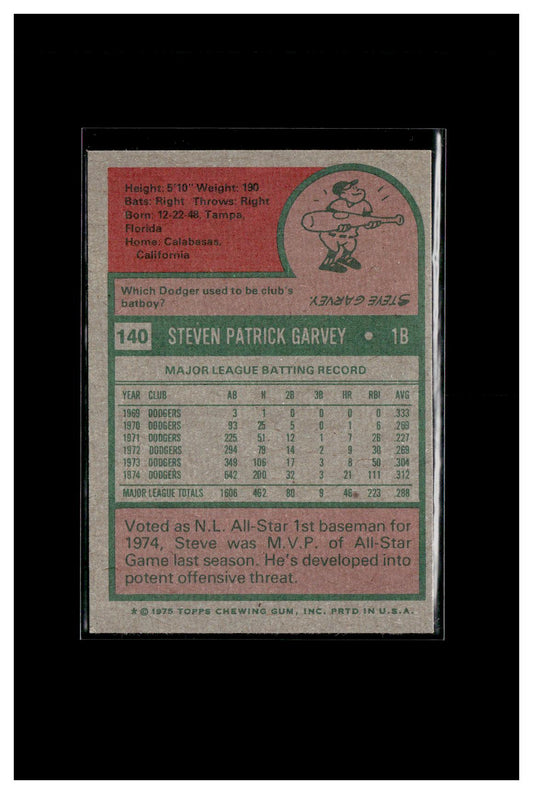 Height: 5'10" Weight: 190
Bats: Right Throws: Right
Born: 12-22-48, Tampa,
Florida
Home: Calabasas,
California
Which Dodger used to be club's
batboy?
STEVE GARVEY.
140 STEVEN PATRICK GARVEY • 1B
MAJOR LEAGUE BATTING RECORD
YEAR CLUB AB H 2B 3B HR RBI AVG
1969 DODGERS 3 1 0 0 0 0 .333
1970 DODGERS 93 25 5 0 1 6 .269
1971 DODGERS 225 51 12 1 7 26 .227
1972 DODGERS 294 79 14 2 9 30 .269
1973 DODGERS 349 106 17 3 8 50 .304
1974 DODGERS 642 200 32 3 21 111 .312
MAJOR LEAGUE TOTALS 1606 462 80 9 46 223 .288
Voted as N.L. All-Star 1st baseman for
1974, Steve was M.V.P. of All-Star
Game last season. He's developed into
potent offensive threat.
* © 1975 TOPPS CHEWING GUM, INC. PRTD IN U.S.A.